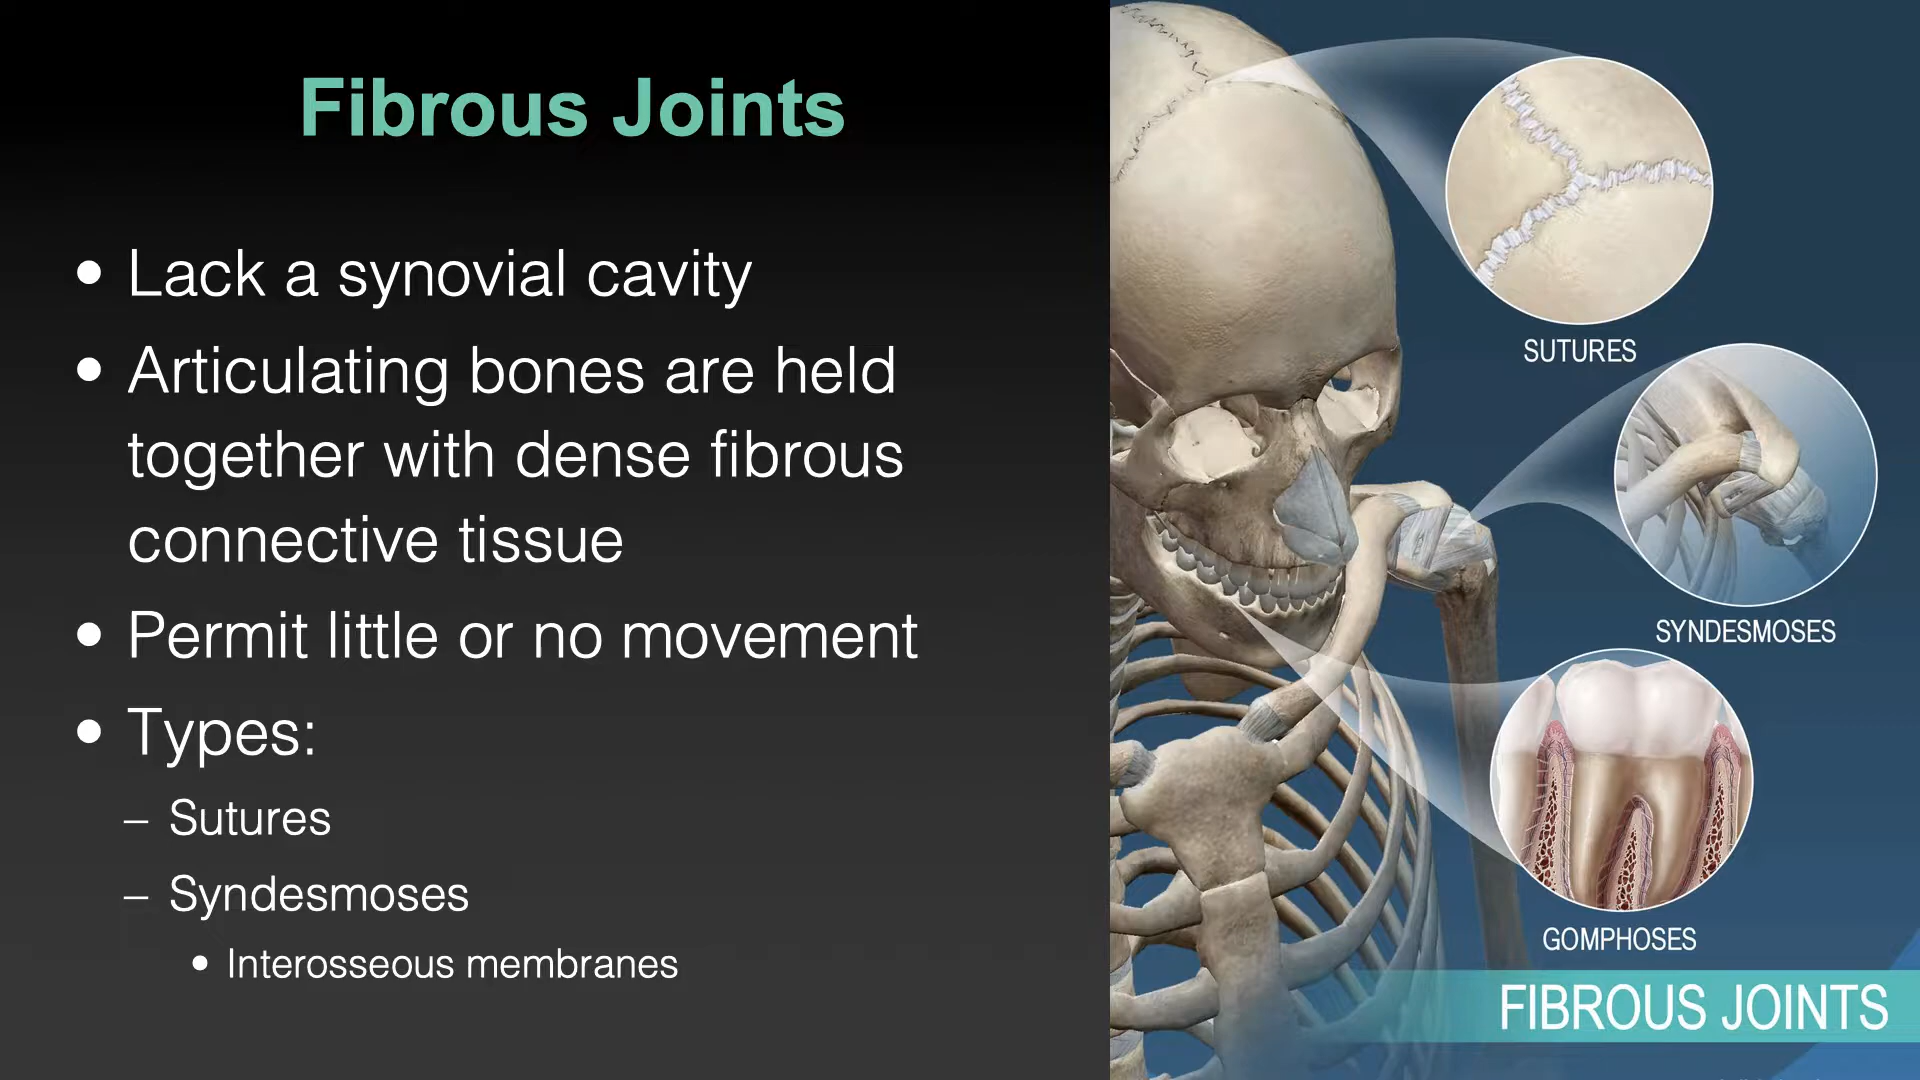 Fibrous Joints
• Lack a synovial cavity
• Articulating bones are held
together with dense fibrous
connective tissue
• Permit little or no movement
• Types:
– Sutures
– Syndesmoses
• Interosseous membranes
SUTURES
SYNDESMOSES
GOMPHOSES
FIBROUS JOINTS